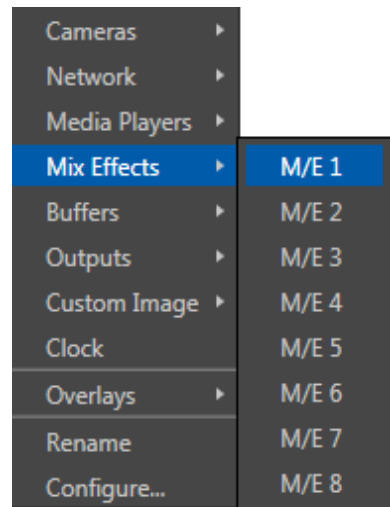 Cameras
Network
Media Players
Mix Effects
Buffers
Outputs
Custom Image
Clock
Overlays
Rename
Configure...
M/E 1
M/E 2
M/E 3
M/E 4
M/E 5
M/E 6
M/E 7
M/E 8